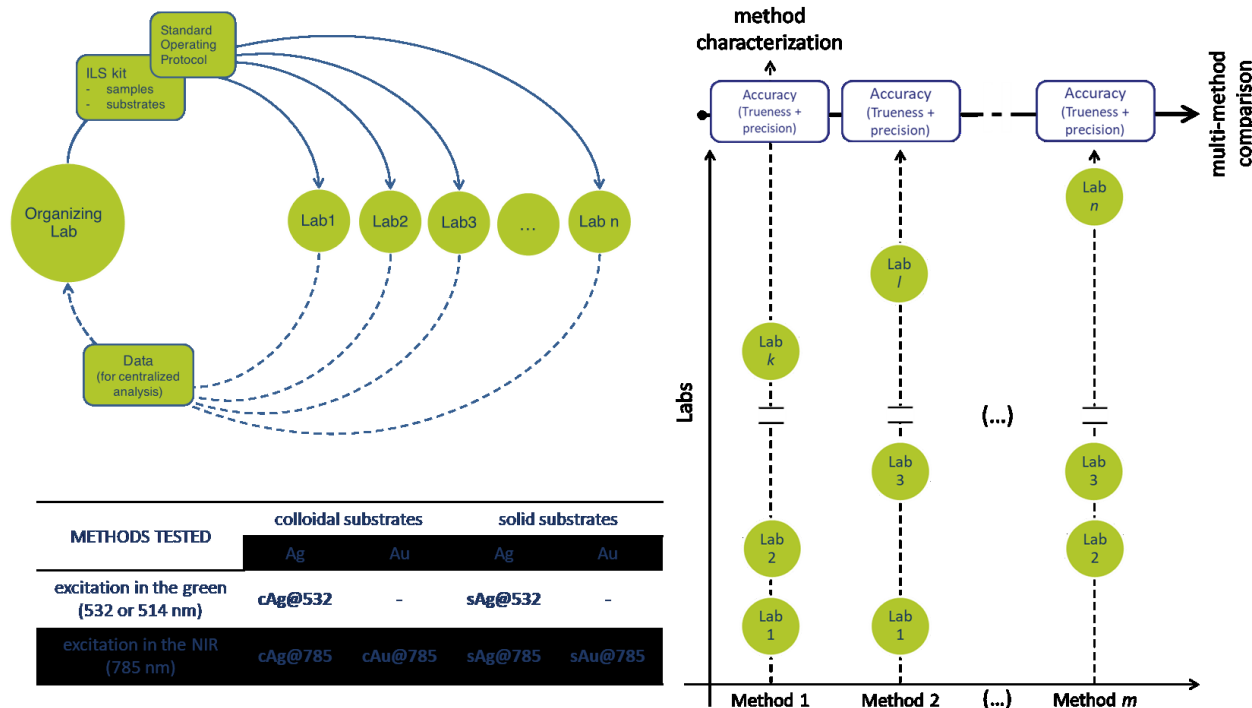 Standard
Operating
Protocol
ILS kit
- samples
- substrates
Organizing
Lab
Lab1
Lab2
Lab3
...
Lab n
Data
(for centralized
analysis)
METHODS TESTED
colloidal substrates
solid substrates
Ag
Au
Ag
Au
excitation in the green
(532 or 514 nm)
cAg@532
-
sAg@532
-
excitation in the NIR
(785 nm)
cAg@785
cAu@785
sAg@785
sAu@785
method
characterization
Accuracy
(Trueness +
precision)
Accuracy
(Trueness +
precision)
Accuracy
(Trueness +
precision)
multi-method
comparison
Labs
Lab
k
Lab
2
Lab
1
Lab
l
Lab
3
Lab
1
(...)
Lab
n
Lab
3
Lab
2
Method 1
Method 2
(...)
Method m